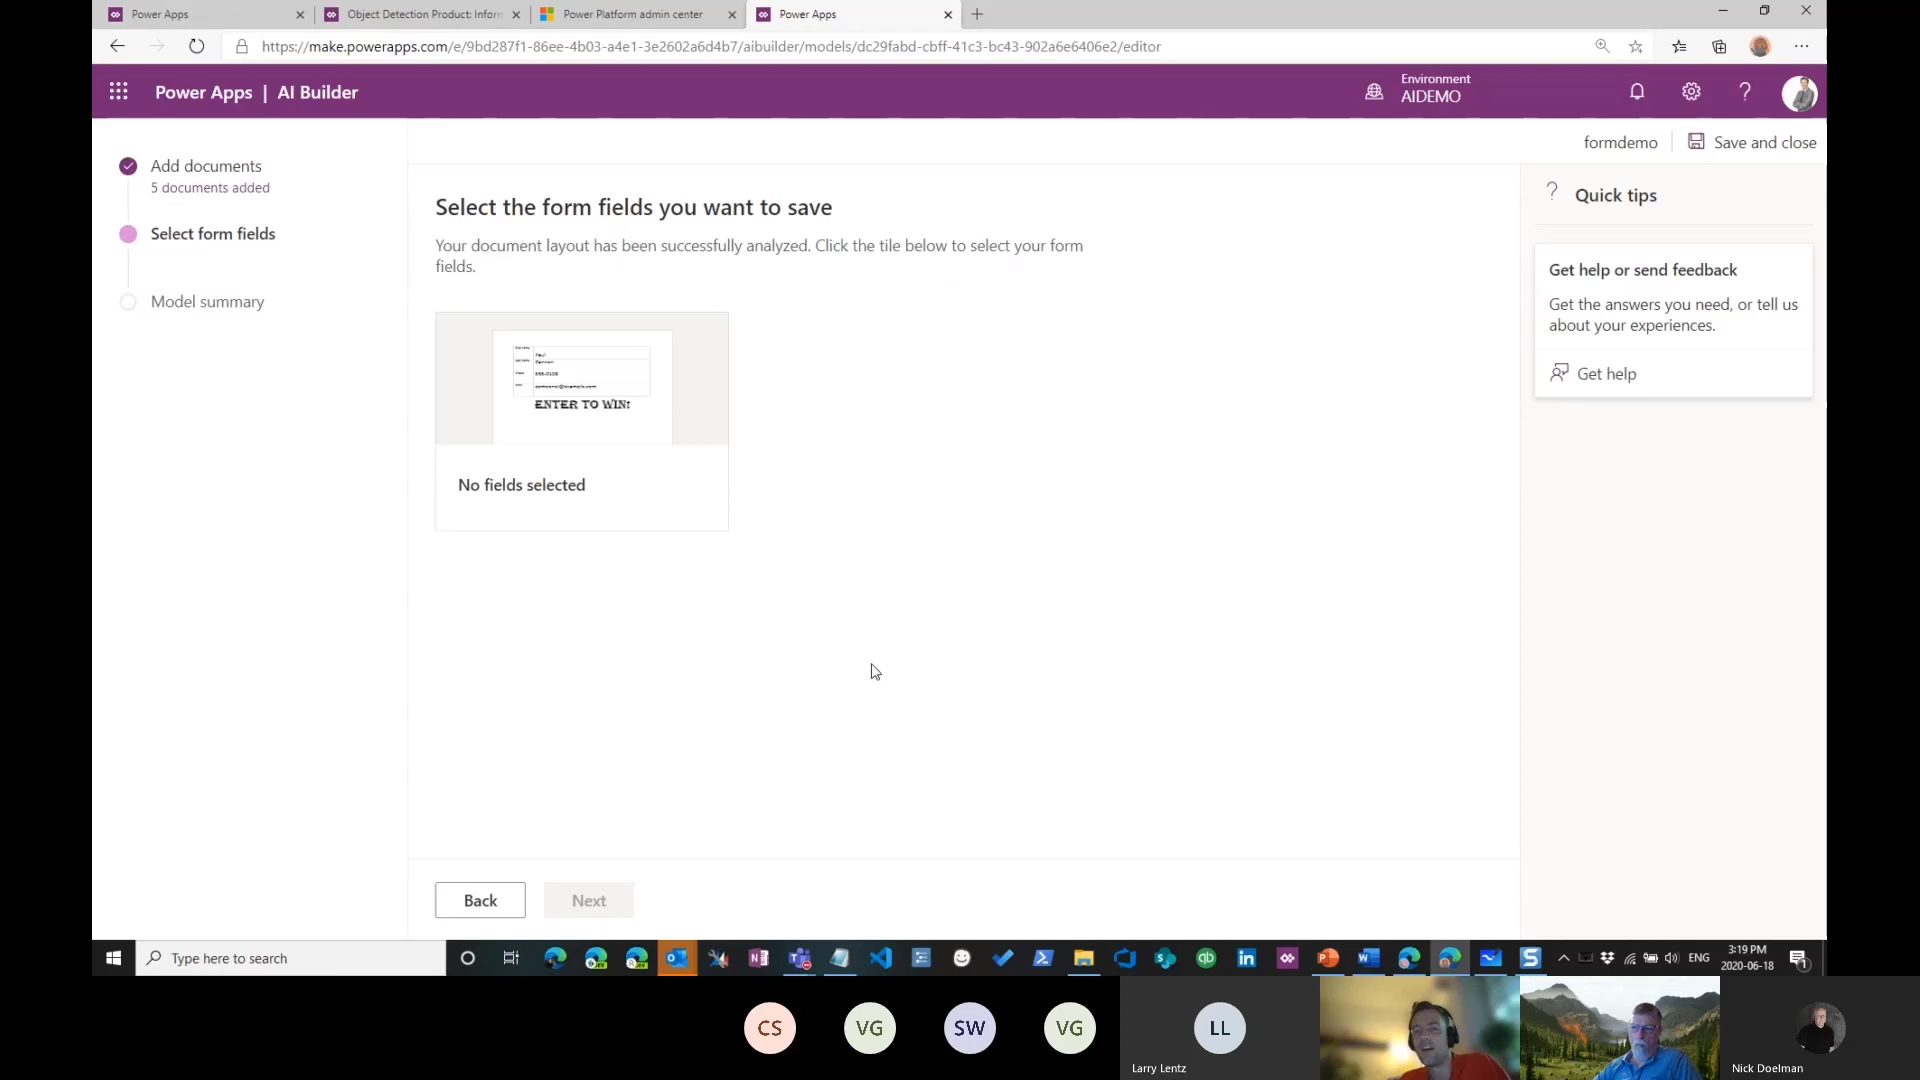 Power Apps
Object Detection Product: Inform
Power Platform admin center
Power Apps
https://make.powerapps.com/e/9bd287f1-86ee-4b03-a4e1-3e2602a6d4b7/aibuilder/models/dc29fabd-cbff-41c3-bc43-902a6e6406e2/editor
Power Apps | AI Builder
Environment
AIDEMO
formdemo
Save and close
Add documents
5 documents added
Select form fields
Model summary
Select the form fields you want to save
Your document layout has been successfully analyzed. Click the tile below to select your form
fields.
Paul
555-0106
ENTER TO WIN!
No fields selected
Quick tips
Get help or send feedback
Get the answers you need, or tell us
about your experiences.
Get help
Back
Next
Type here to search
ENG
3:19 PM
2020-06-18
CS
VG
SW
VG
LL
Larry Lentz
Nick Doelman